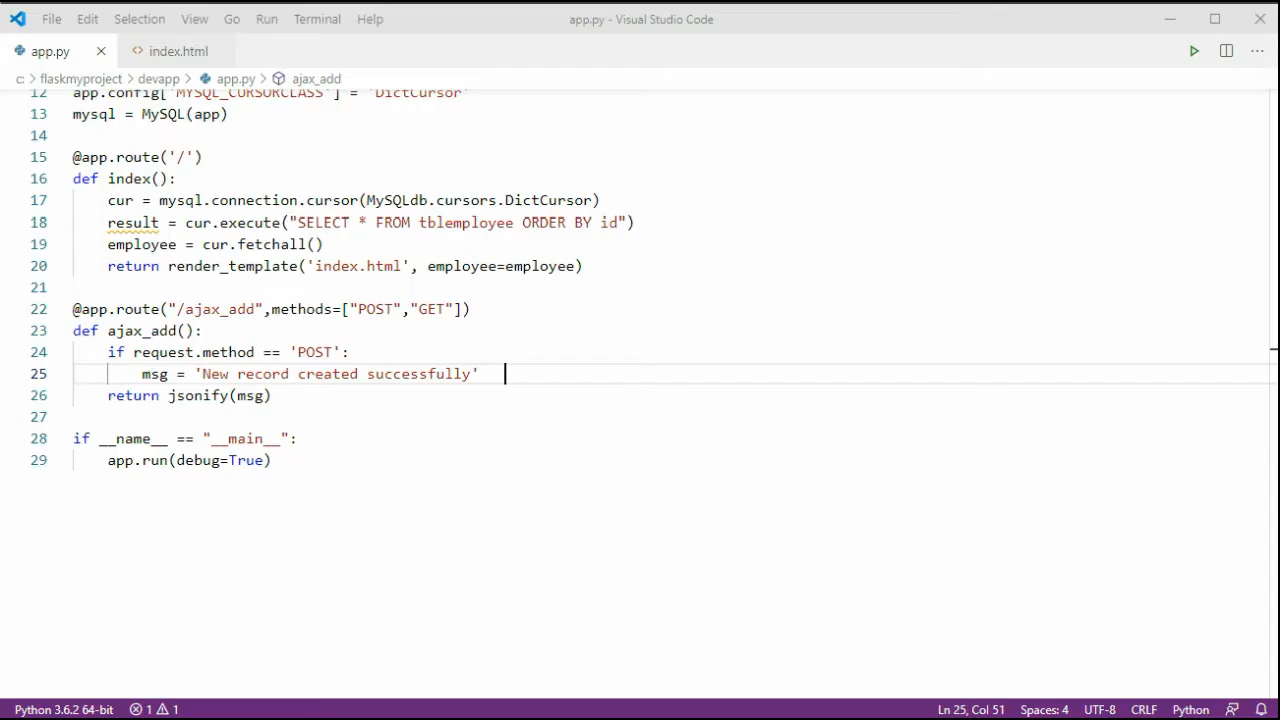 File Edit Selection View Go Run Terminal Help app.py - Visual Studio Code
app.py index.html
c: > flaskmyproject > devapp > app.py > ajax_add
12 app.config['MYSQL_CURSORCLASS'] = 'DictCursor'
13 mysql = MySQL(app)
14
15 @app.route('/')
16 def index():
17 cur = mysql.connection.cursor(MySQLdb.cursors.DictCursor)
18 result = cur.execute("SELECT * FROM tblemployee ORDER BY id")
19 employee = cur.fetchall()
20 return render_template('index.html', employee=employee)
21
22 @app.route("/ajax_add",methods=["POST","GET"])
23 def ajax_add():
24 if request.method == 'POST':
25 msg = 'New record created successfully'
26 return jsonify(msg)
27
28 if __name__ == "__main__":
29 app.run(debug=True)
Python 3.6.2 64-bit 1 1 Ln 25, Col 51 Spaces: 4 UTF-8 CRLF Python